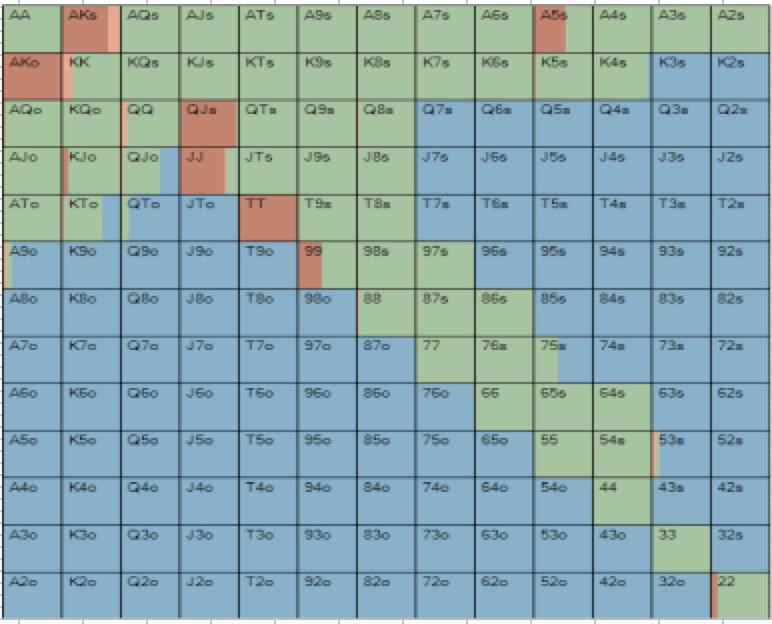 AA AKs AQs AJs ATs A9s A8s A7s A6s A5s A4s A3s A2s
AKo KK KQs KJs KTs K9s K8s K7s K6s K5s K4s K3s K2s
AQo KQo QQ QJs QTs Q9s Q8s Q7s Q6s Q5s Q4s Q3s Q2s
AJo KJo QJo JJ JTs J9s J8s J7s J6s J5s J4s J3s J2s
ATo KTo QTo JTo TT T9s T8s T7s T6s T5s T4s T3s T2s
A9o K9o Q9o J9o T9o 99 98s 97s 96s 95s 94s 93s 92s
A8o K8o Q8o J8o T8o 98o 88 87s 86s 85s 84s 83s 82s
A7o K7o Q7o J7o T7o 97o 87o 77 76s 75s 74s 73s 72s
A6o K6o Q6o J6o T6o 96o 86o 76o 66 65s 64s 63s 62s
A5o K5o Q5o J5o T5o 95o 85o 75o 65o 55 54s 53s 52s
A4o K4o Q4o J4o T4o 94o 84o 74o 64o 54o 44 43s 42s
A3o K3o Q3o J3o T3o 93o 83o 73o 63o 53o 43o 33 32s
A2o K2o Q2o J2o T2o 92o 82o 72o 62o 52o 42o 32o 22